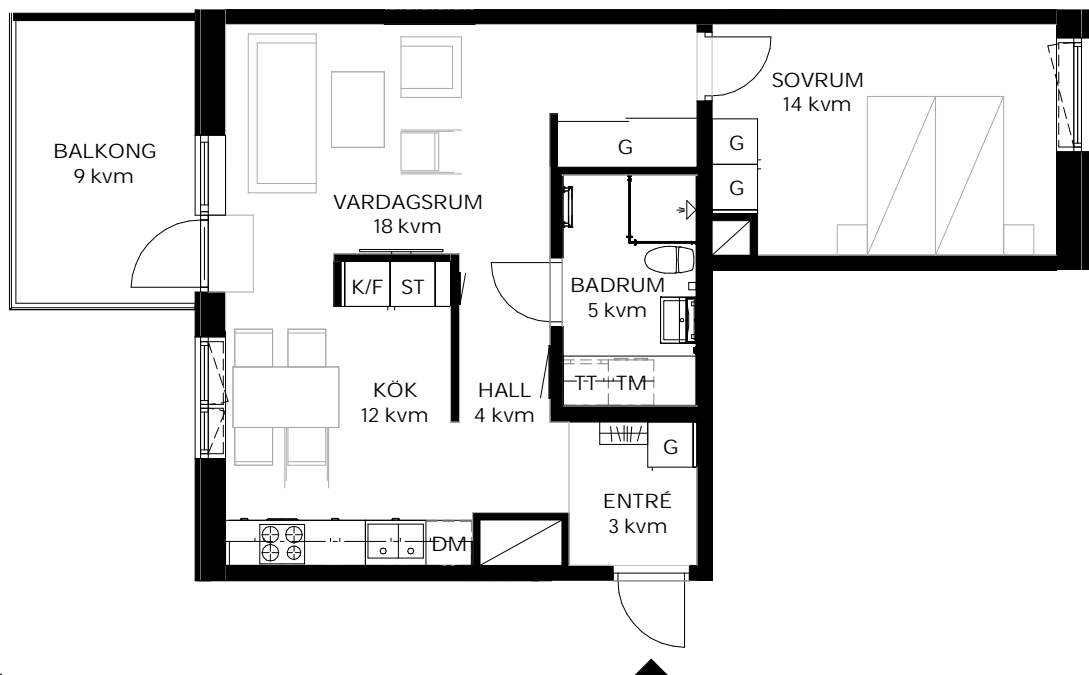 SOVRUM
14 kvm
BALKONG
9 kvm
G
G
G
VARDAGSRUM
18 kvm
K/F
ST
BADRUM
5 kvm
TT
TM
KÖK
12 kvm
HALL
4 kvm
G
ENTRÉ
3 kvm
DM